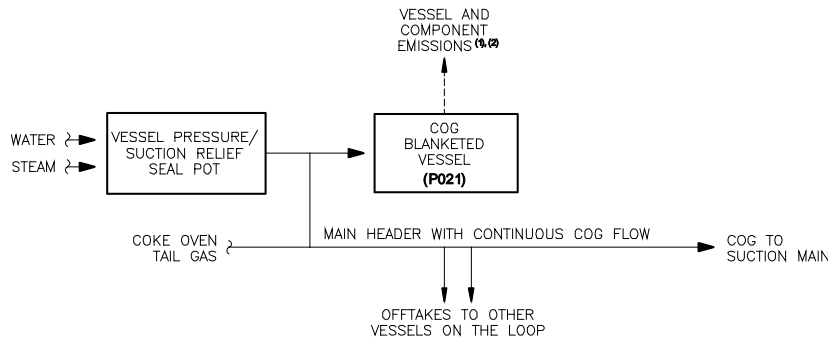 VESSEL AND
COMPONENT
EMISSIONS (1), (2)
WATER
STEAM
VESSEL PRESSURE/
SUCTION RELIEF
SEAL POT
COG
BLANKETED
VESSEL
(P021)
COKE OVEN
TAIL GAS
MAIN HEADER WITH CONTINUOUS COG FLOW
COG TO
SUCTION MAIN
OFFTAKES TO OTHER
VESSELS ON THE LOOP